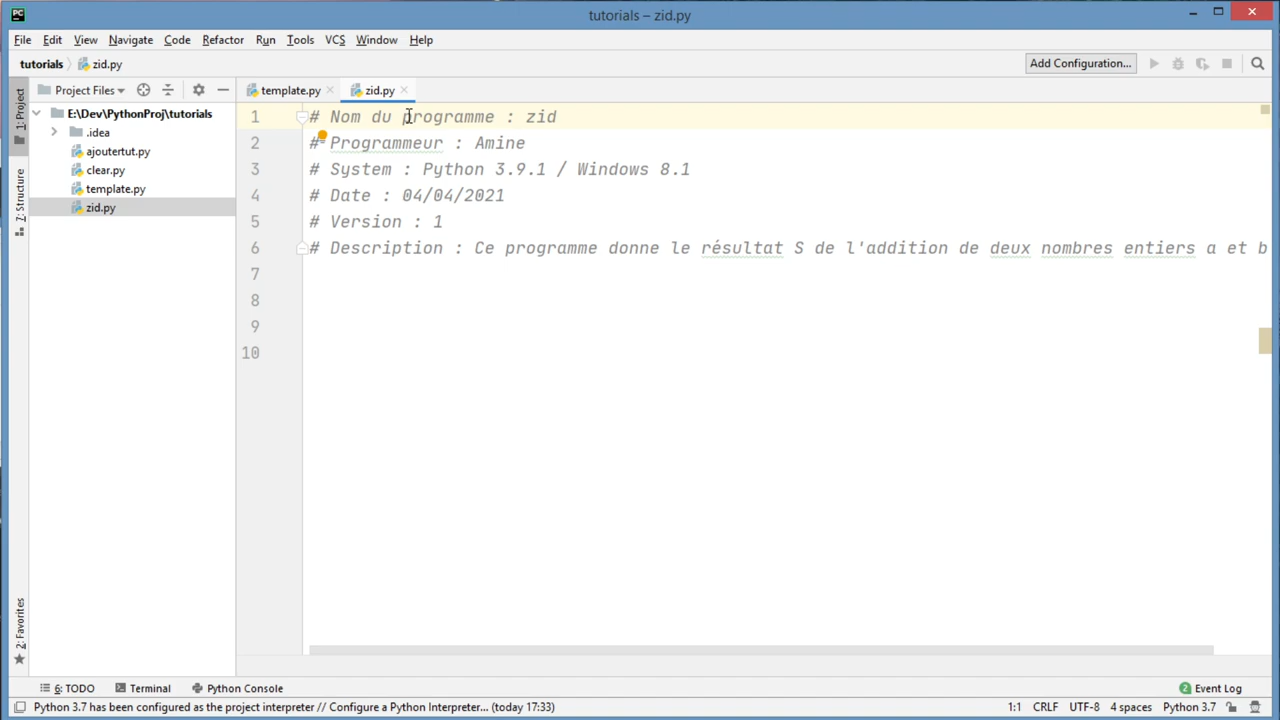 tutorials – zid.py
File Edit View Navigate Code Refactor Run Tools VCS Window Help
tutorials zid.py Add Configuration...
1: Project
Project Files
template.py zid.py
E:\Dev\PythonProj\tutorials
.idea
ajoutertut.py
clear.py
template.py
zid.py
7: Structure
2: Favorites
1 # Nom du programme : zid
2 # Programmeur : Amine
3 # System : Python 3.9.1 / Windows 8.1
4 # Date : 04/04/2021
5 # Version : 1
6 # Description : Ce programme donne le résultat S de l'addition de deux nombres entiers a et b
7
8
9
10
6: TODO Terminal Python Console 2 Event Log
Python 3.7 has been configured as the project interpreter // Configure a Python Interpreter... (today 17:33) 1:1 CRLF UTF-8 4 spaces Python 3.7